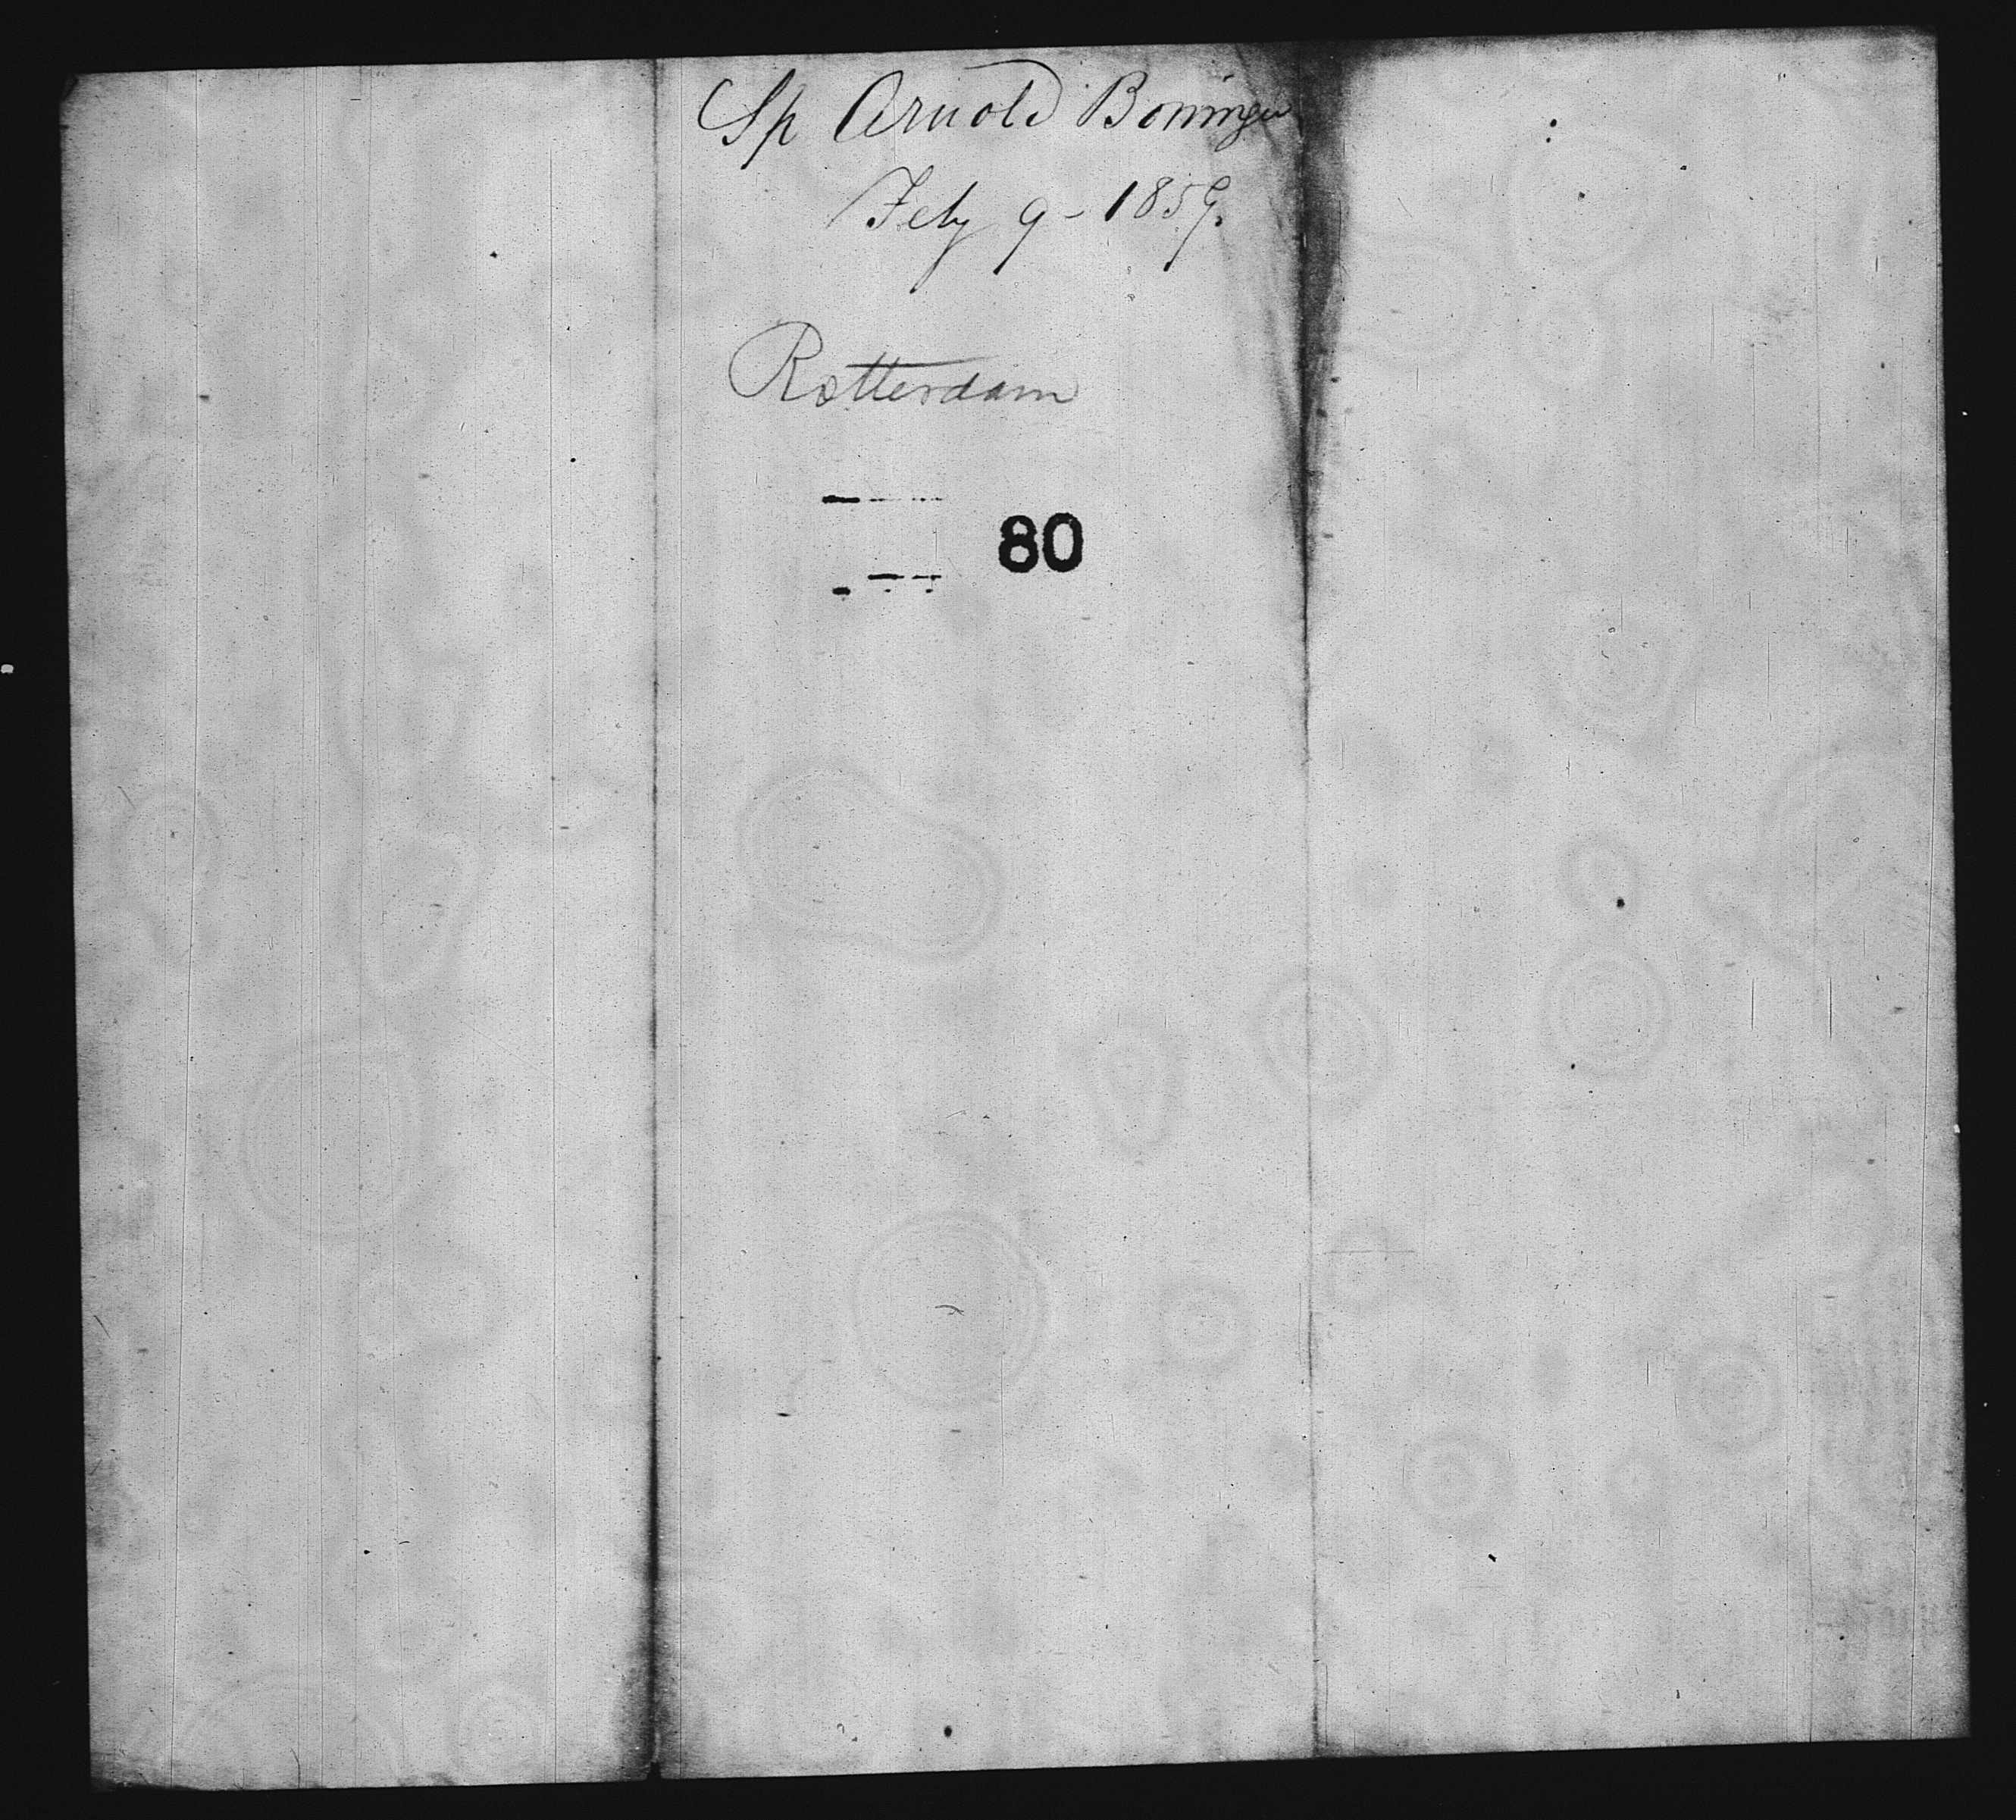 Sp Arnold Boninger
Feby 9 - 1859.
Rotterdam
80